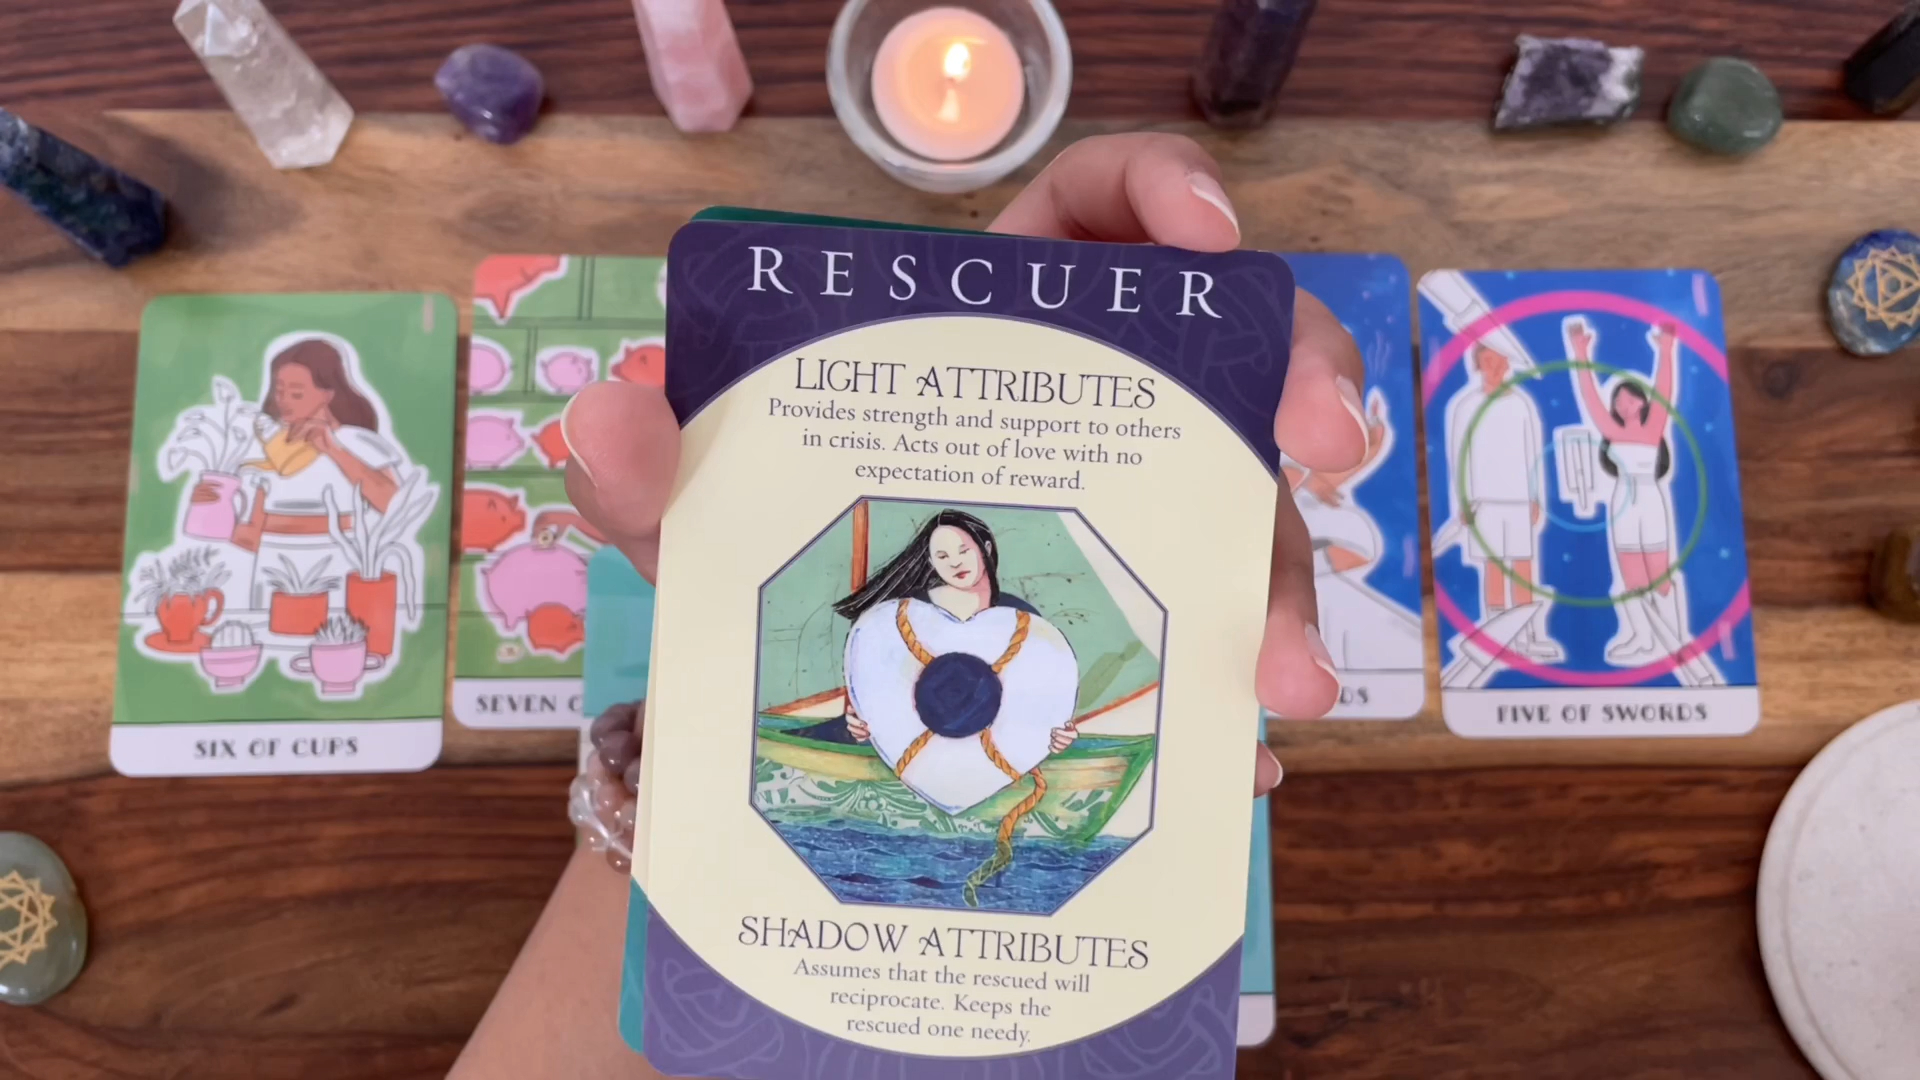 RESCUER
LIGHT ATTRIBUTES
Provides strength and support to others
in crisis. Acts out of love with no
expectation of reward.
SHADOW ATTRIBUTES
Assumes that the rescued will
reciprocate. Keeps the
rescued one needy.
SIX OF CUPS
SEVEN
FIVE OF SWORDS